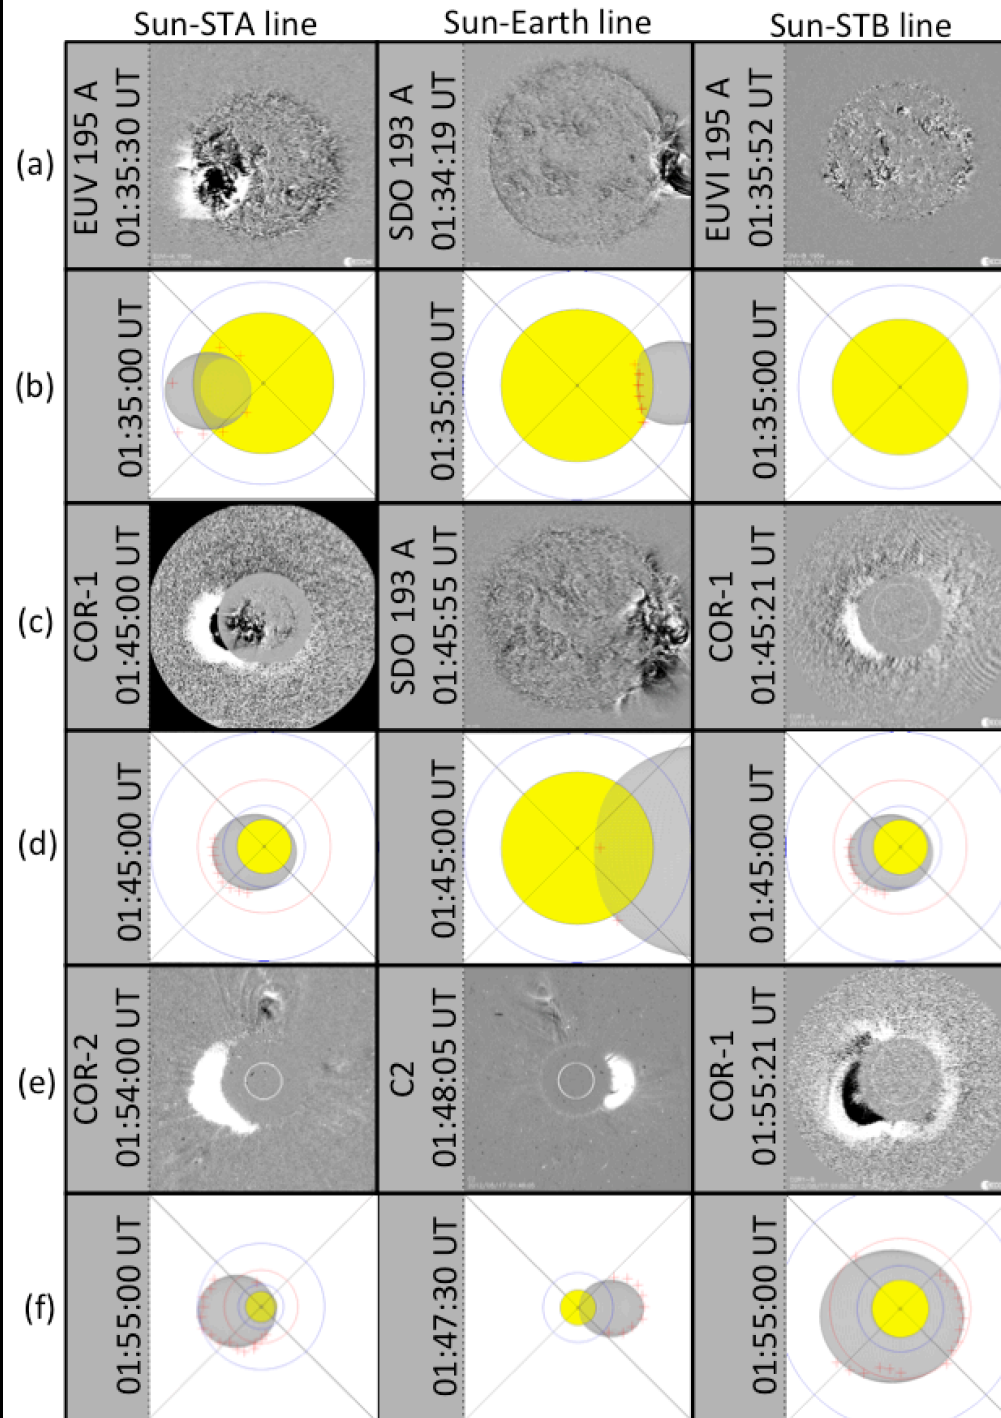 Sun-STA line
Sun-Earth line
Sun-STB line
(a)
EUV 195 A
01:35:30 UT
SDO 193 A
01:34:19 UT
EUVI 195 A
01:35:52 UT
(b)
01:35:00 UT
01:35:00 UT
01:35:00 UT
(c)
COR-1
01:45:00 UT
SDO 193 A
01:45:55 UT
COR-1
01:45:21 UT
(d)
01:45:00 UT
01:45:00 UT
01:45:00 UT
(e)
COR-2
01:54:00 UT
C2
01:48:05 UT
COR-1
01:55:21 UT
(f)
01:55:00 UT
01:47:30 UT
01:55:00 UT